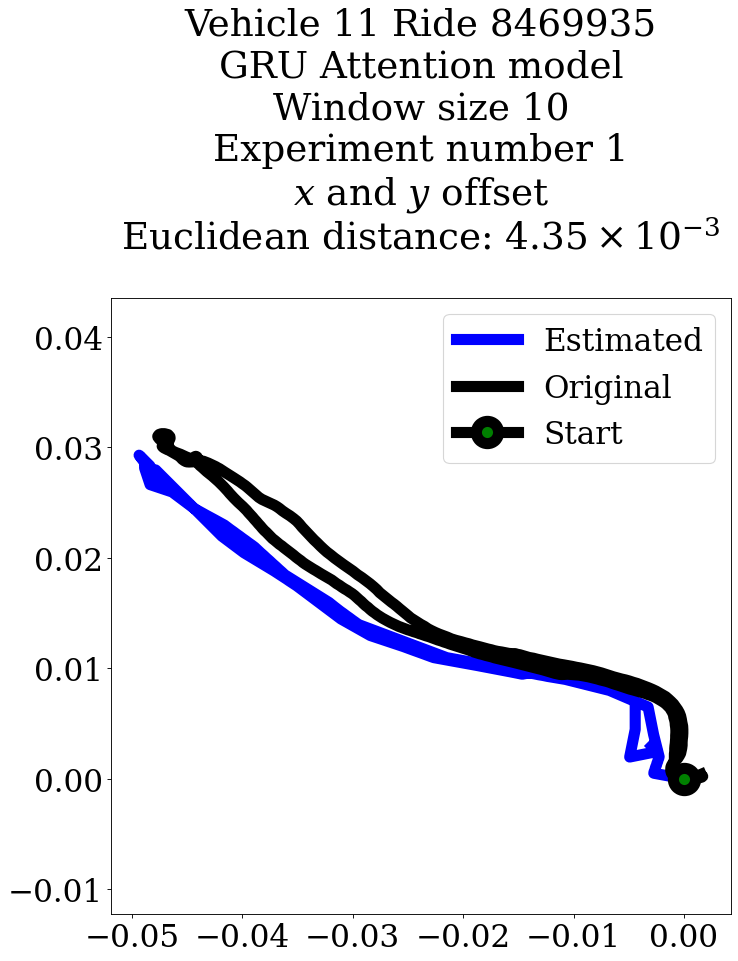 Vehicle 11 Ride 8469935
GRU Attention model
Window size 10
Experiment number 1
x and y offset
Euclidean distance: 4.35 × 10⁻³
Estimated
Original
Start
0.04
0.03
0.02
0.01
0.00
−0.01
−0.05 −0.04 −0.03 −0.02 −0.01 0.00